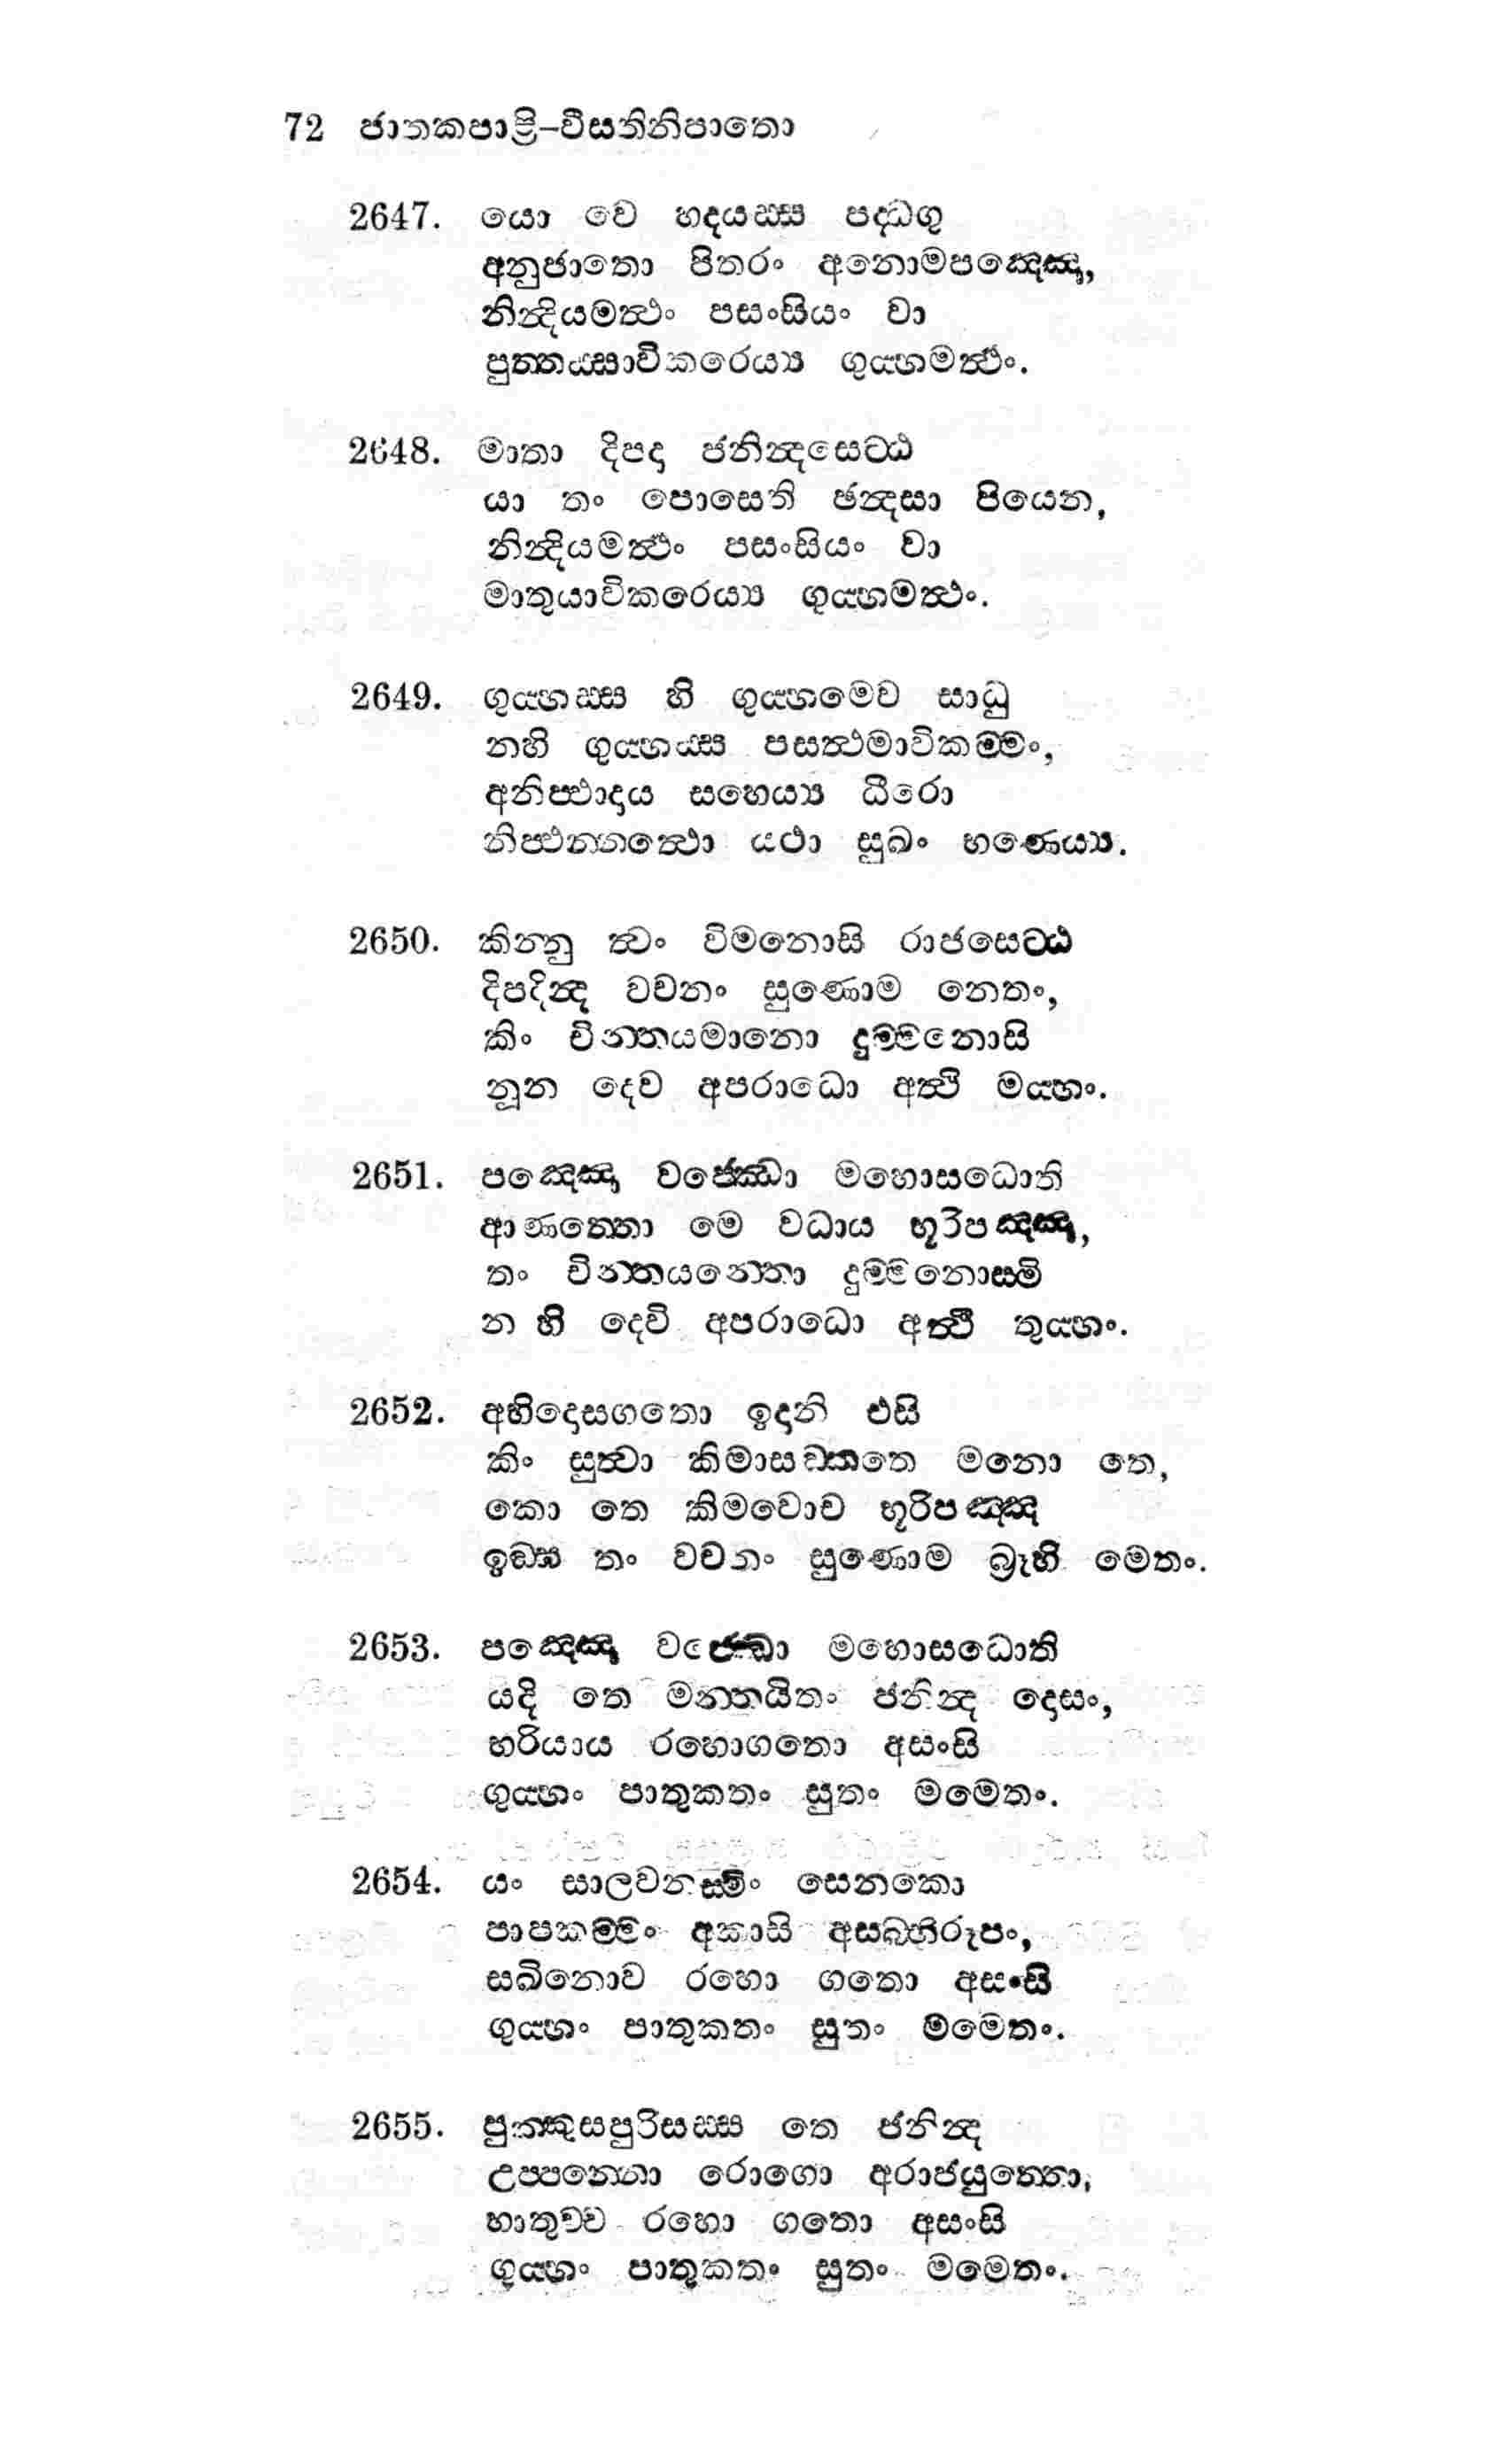 72 ජාතකපාළි–වීසතිනිපාතො
2647. යො වෙ හදයස්ස පද්ධගු
අනුජාතො පිතරං අනොමපඤ්ඤො,
නින්දියමත්ථං පසංසියං වා
පුත්තස්සාවිකරෙය්‍ය ගුය්හමත්ථං.
2648. මාතා දිපදා ජනින්දසෙට්ඨ
යා තං පොසෙති ඡන්දසා පියෙන,
නින්දියමත්ථං පසංසියං වා
මාතුයාවිකරෙය්‍ය ගුය්හමත්ථං.
2649. ගුය්හස්ස හි ගුය්හමෙව සාධු
නහි ගුය්හස්ස පසත්ථමාවිකම්මං,
අනිප්ඵාදාය සහෙය්‍ය ධීරො
නිප්ඵන්නත්ථො යථා සුඛං භණෙය්‍ය.
2650. කින්නු ත්වං විමනොසි රාජසෙට්ඨ
දිපදින්ද වචනං සුණොම නෙතං,
කිං චින්තයමානො දුම්මනොසි
නූන දෙව අපරාධො අත්ථි මය්හං.
2651. පඤ්ඤො වජ්ඣො මහොසධොති
ආණත්තො මෙ වධාය භූරිපඤ්ඤො,
තං චින්තයන්තො දුම්මනොස්මි
න හි දෙවි අපරාධො අත්ථි තුය්හං.
2652. අභිදොසගතො ඉදානි එසි
කිං සුත්වා කිමාසඞ්කතෙ මනො තෙ,
කො තෙ කිමවොච භූරිපඤ්ඤ
ඉඞ්ඝ තං වචනං සුණොම බ්‍රූහි මෙතං.
2653. පඤ්ඤො වජ්ඣො මහොසධොති
යදි තෙ මන්තයිතං ජනින්ද දොසං,
භරියාය රහොගතො අසංසි
ගුය්හං පාතුකතං සුතං මමෙතං.
2654. යං සාලවනස්මිං සෙනකො
පාපකම්මං අකාසි අසබ්භිරූපං,
සඛිනොව රහො ගතො අසංසි
ගුය්හං පාතුකතං සුතං මමෙතං.
2655. පුක්කුසපුරිසස්ස තෙ ජනින්ද
උප්පන්නො රොගො අරාජයුත්තො,
භාතුච්ච රහො ගතො අසංසි
ගුය්හං පාතුකතං සුතං මමෙතං.